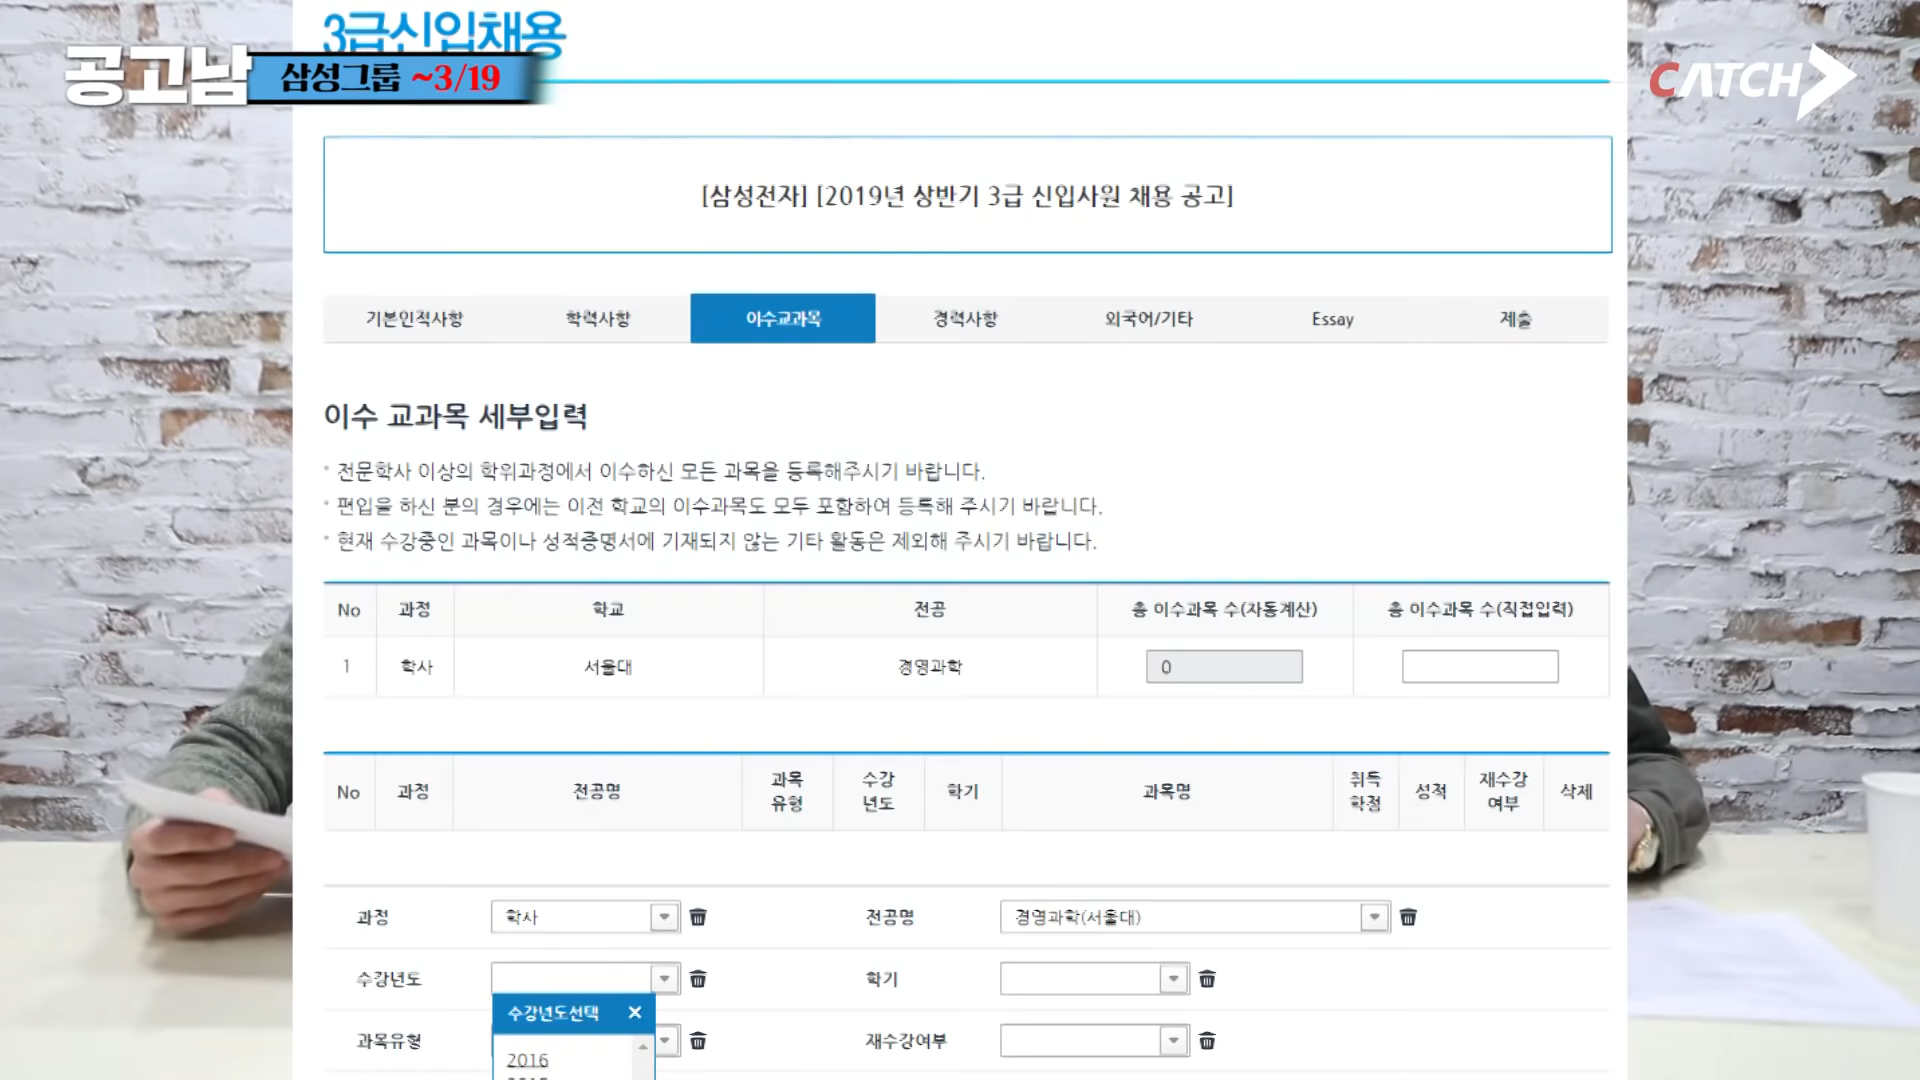 3급신입채용
공고남
삼성그룹 ~3/19
CATCH
[삼성전자] [2019년 상반기 3급 신입사원 채용 공고]
기본인적사항 학력사항 이수교과목 경력사항 외국어/기타 Essay 제출
이수 교과목 세부입력
전문학사 이상의 학위과정에서 이수하신 모든 과목을 등록해주시기 바랍니다.
편입을 하신 분의 경우에는 이전 학교의 이수과목도 모두 포함하여 등록해 주시기 바랍니다.
현재 수강중인 과목이나 성적증명서에 기재되지 않는 기타 활동은 제외해 주시기 바랍니다.
No 과정 학교 전공 총 이수과목 수(자동계산) 총 이수과목 수(직접입력)
1 학사 서울대 경영과학 0
No 과정 전공명 과목유형 수강년도 학기 과목명 취득학점 성적 재수강여부 삭제
과정 학사 전공명 경영과학(서울대)
수강년도 학기
수강년도선택
과목유형 재수강여부
2016